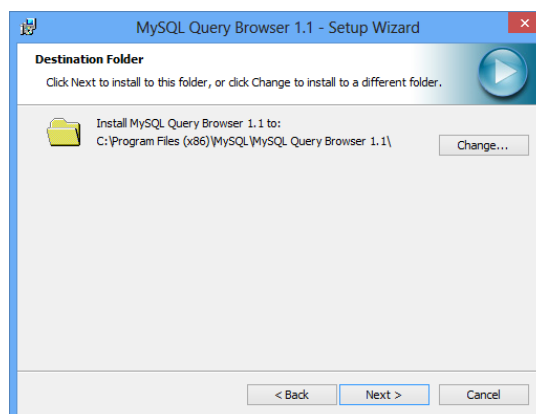 MySQL Query Browser 1.1 - Setup Wizard
Destination Folder
Click Next to install to this folder, or click Change to install to a different folder.
Install MySQL Query Browser 1.1 to:
C:\Program Files (x86)\MySQL\MySQL Query Browser 1.1\
Change...
< Back
Next >
Cancel